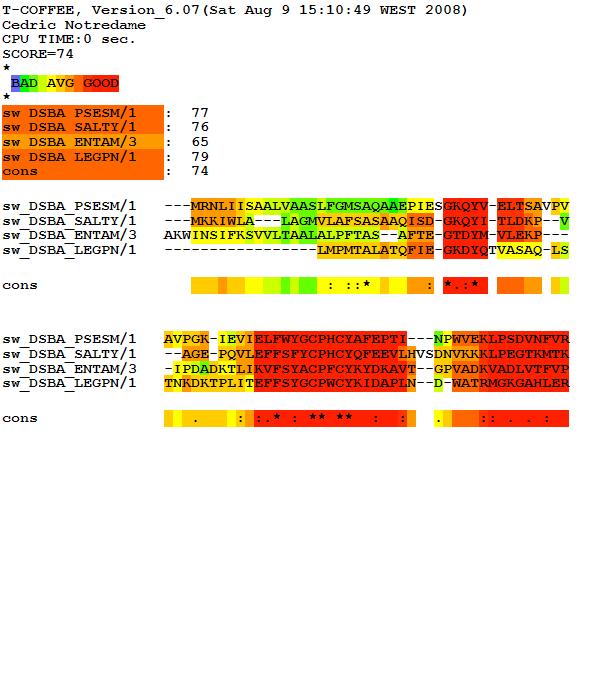 T-COFFEE, Version_6.07(Sat Aug 9 15:10:49 WEST 2008)
Cedric Notredame
CPU TIME:0 sec.
SCORE=74
*
BAD AVG GOOD
*
sw_DSBA_PSESM/1 : 77
sw_DSBA_SALTY/1 : 76
sw_DSBA_ENTAM/3 : 65
sw_DSBA_LEGPN/1 : 79
cons : 74
sw_DSBA_PSESM/1 ---MRNLIISAALVAASLFGMSAQAAEPIESGKQYV-ELTSAVPV
sw_DSBA_SALTY/1 ---MKKIWLA---LAGMVLAFSASAAQISD-GKQYI-TLDKP--V
sw_DSBA_ENTAM/3 AKWINSIFKSVVLTAALALPFTAS--AFTE-GTDYM-VLEKP---
sw_DSBA_LEGPN/1 -----------------LMPMTALATQFIE-GKDYQTVASAQ-LS
cons : ::* : *.:*
sw_DSBA_PSESM/1 AVPGK-IEVIELFWYGCPHCYAFEPTI---NPWVEKLPSDVNFVR
sw_DSBA_SALTY/1 --AGE-PQVLEFFSFYCPHCYQFEEVLHVSDNVKKKLPEGTKMTK
sw_DSBA_ENTAM/3 -IPDADKTLIKVFSYACPFCYKYDKAVT--GPVADKVADLVTFVP
sw_DSBA_LEGPN/1 TNKDKTPLITEFFSYGCPWCYKIDAPLN--D-WATRMGKGAHLER
cons . : :..* : ** ** : : . :: . . :